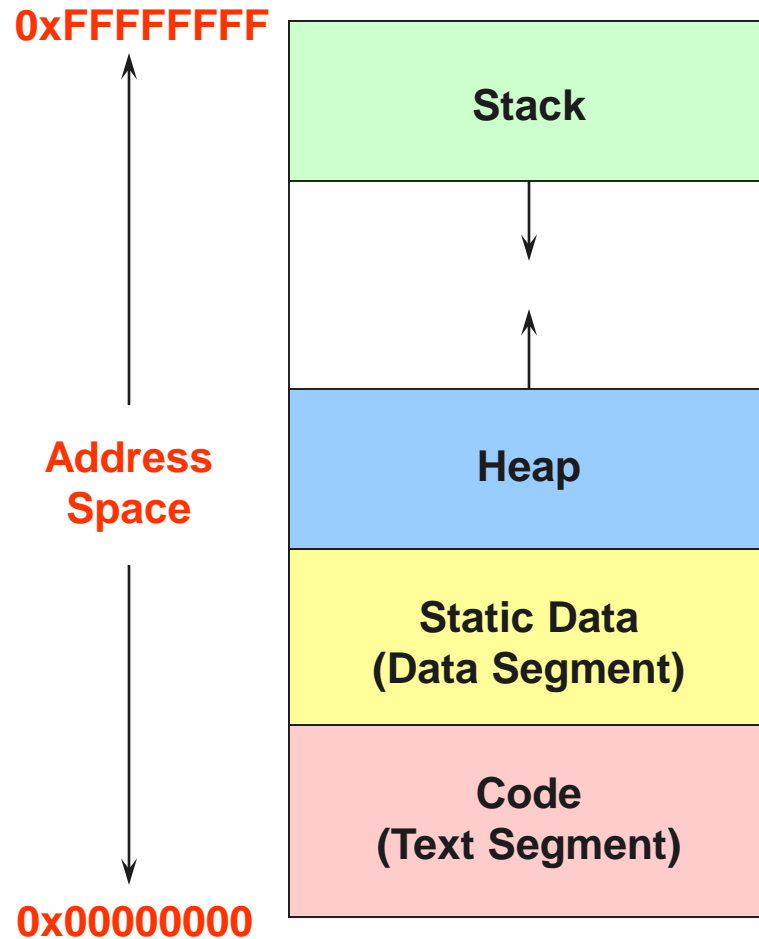 0xFFFFFFFF
Stack
Address
Space
Heap
Static Data
(Data Segment)
Code
(Text Segment)
0x00000000